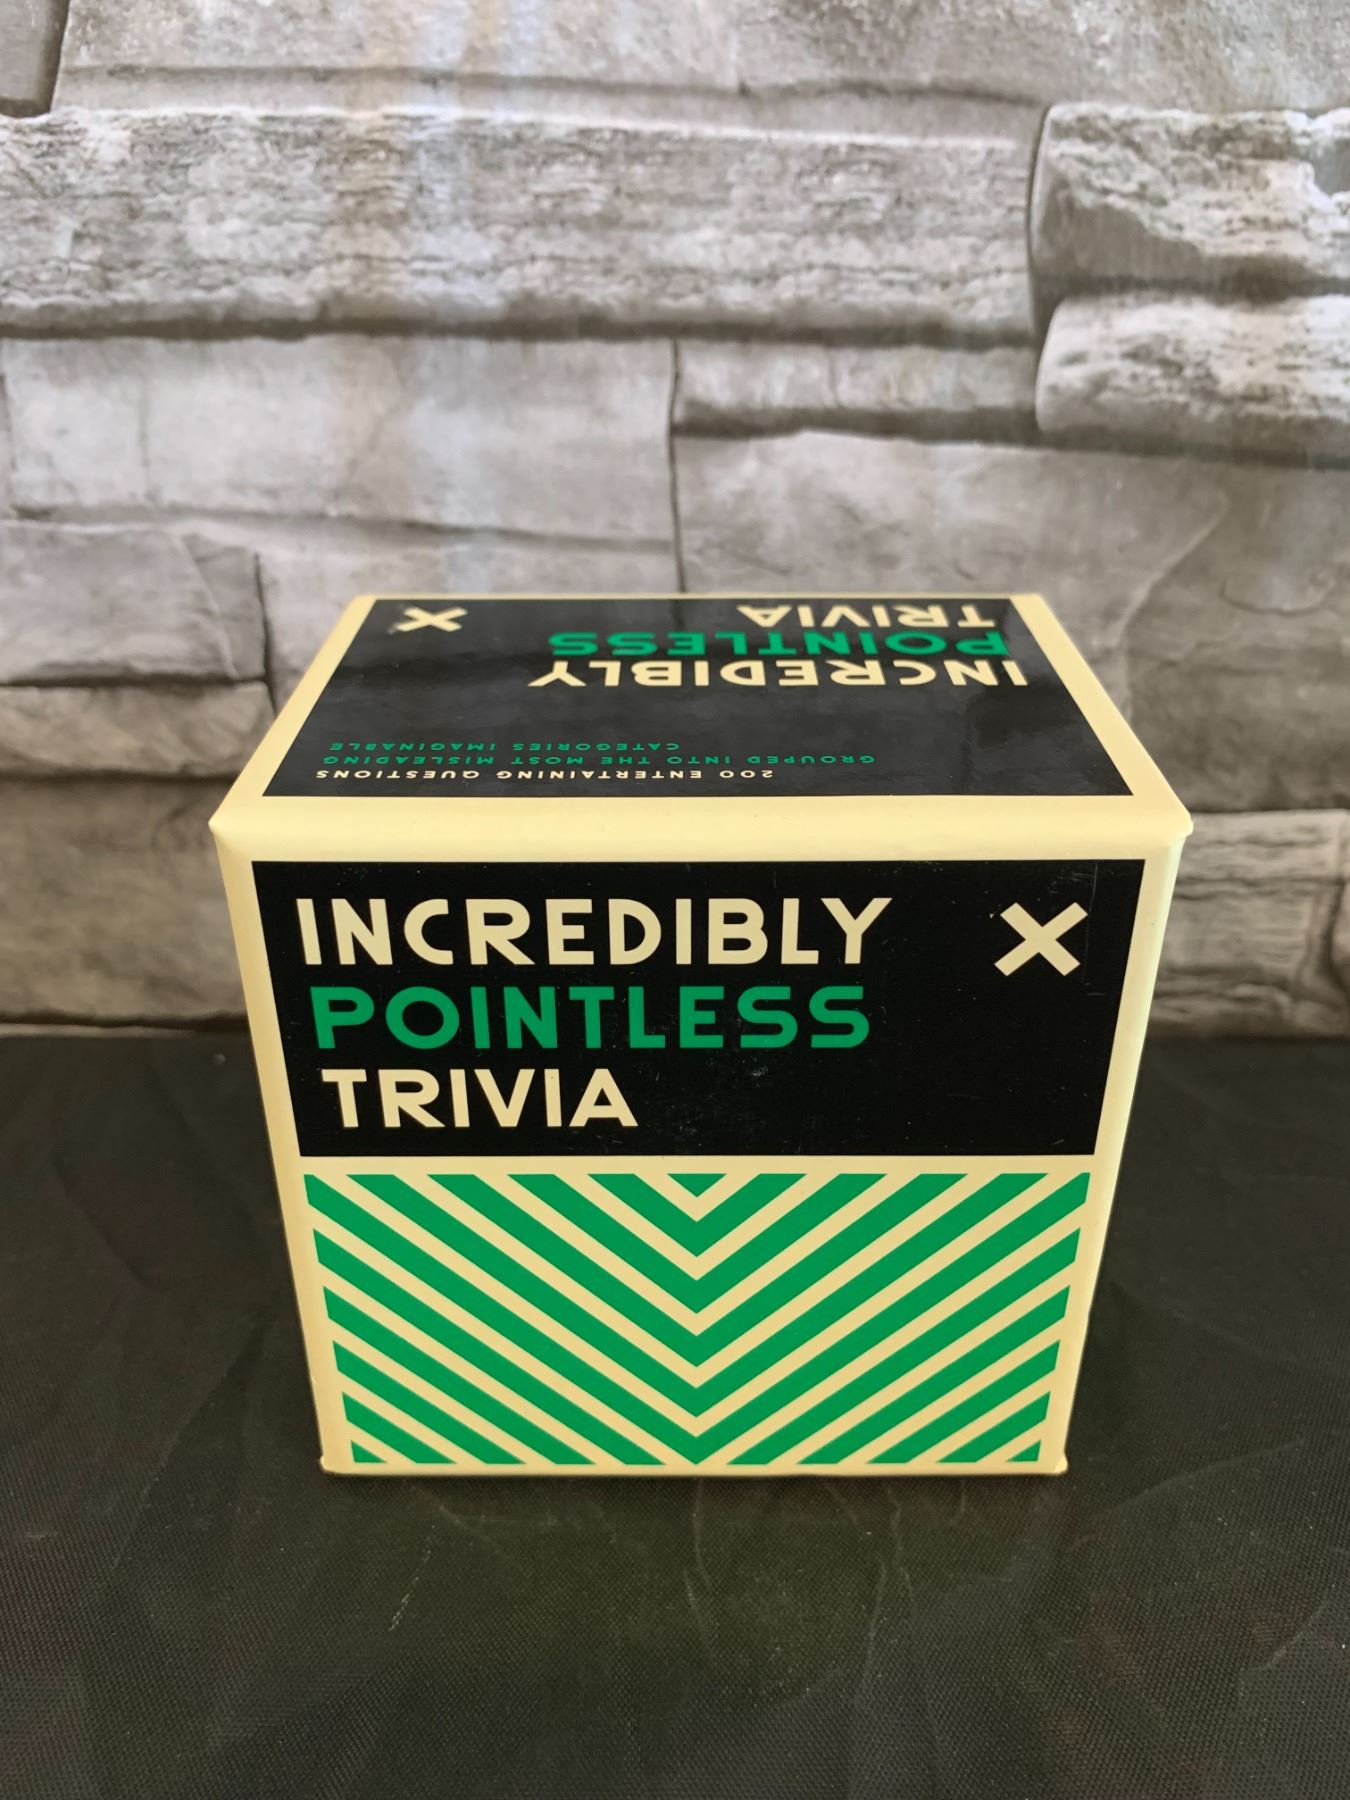 INCREDIBLY
POINTLESS
TRIVIA
200 ENTERTAINING QUESTIONS
GROUPED INTO THE MOST MISLEADING
CATEGORIES IMAGINABLE
INCREDIBLY
POINTLESS
TRIVIA